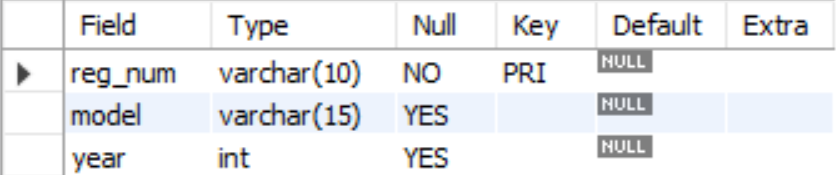 Field Type Null Key Default Extra
reg_num varchar(10) NO PRI NULL
model varchar(15) YES NULL
year int YES NULL